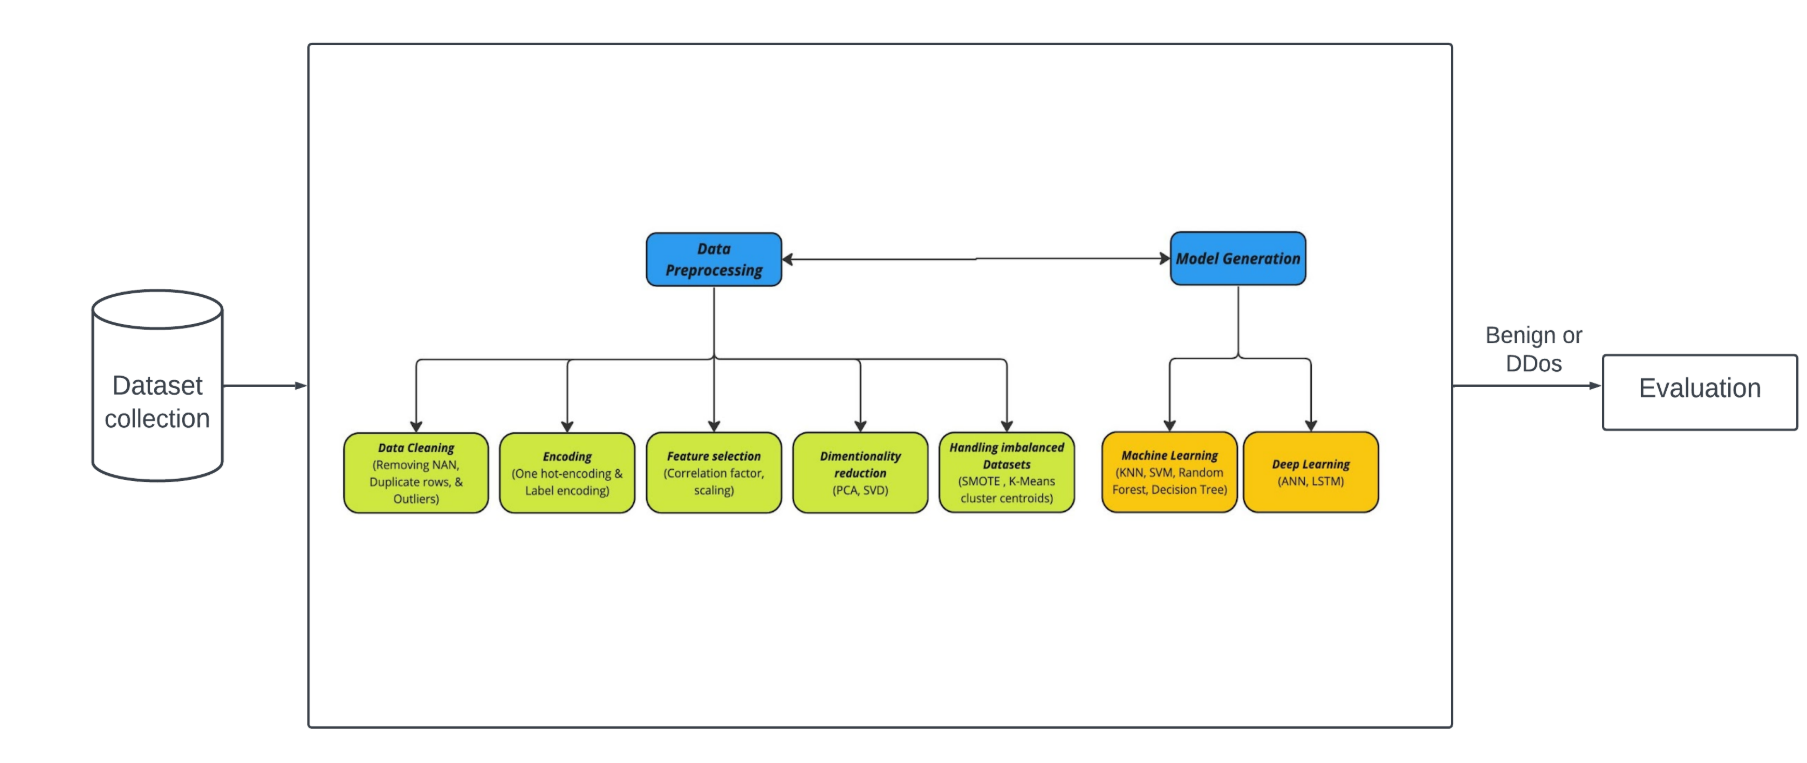 Dataset
collection
Data
Preprocessing
Model Generation
Data Cleaning
(Removing NAN,
Duplicate rows, &
Outliers)
Encoding
(One hot-encoding &
Label encoding)
Feature selection
(Correlation factor,
scaling)
Dimentionality
reduction
(PCA, SVD)
Handling imbalanced
Datasets
(SMOTE , K-Means
cluster centroids)
Machine Learning
(KNN, SVM, Random
Forest, Decision Tree)
Deep Learning
(ANN, LSTM)
Benign or
DDos
Evaluation